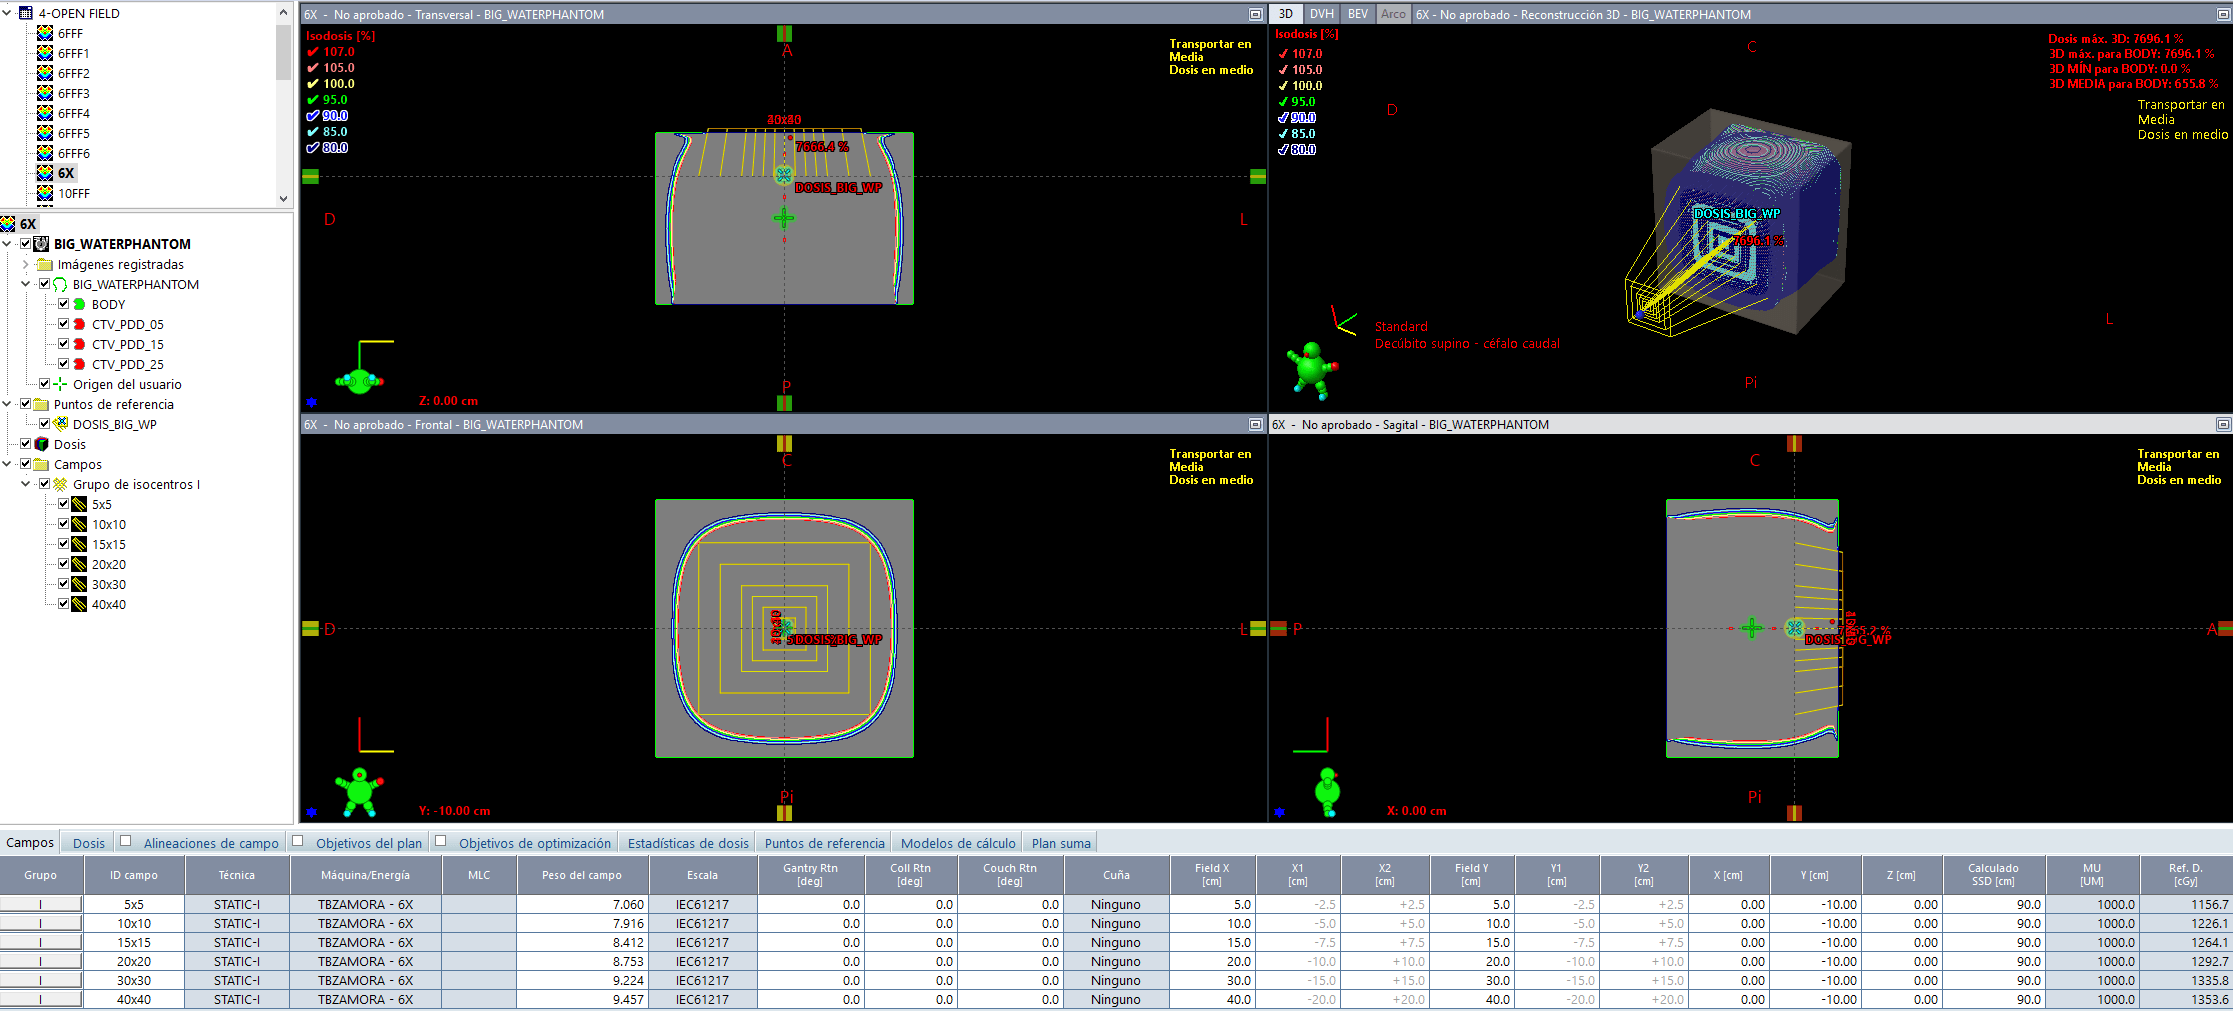 4-OPEN FIELD
6FFF
6FFF1
6FFF2
6FFF3
6FFF4
6FFF5
6FFF6
6X
10FFF
6X
BIG_WATERPHANTOM
Imágenes registradas
BIG_WATERPHANTOM
BODY
CTV_PDD_05
CTV_PDD_15
CTV_PDD_25
Origen del usuario
Puntos de referencia
DOSIS_BIG_WP
Dosis
Campos
Grupo de isocentros I
5x5
10x10
15x15
20x20
30x30
40x40
6X - No aprobado - Transversal - BIG_WATERPHANTOM
Isodosis [%]
107.0
105.0
100.0
95.0
90.0
85.0
80.0
A
Transportar en
Media
Dosis en medio
7666.4 %
DOSIS_BIG_WP
D
L
P
Z: 0.00 cm
3D DVH BEV Arco 6X - No aprobado - Reconstrucción 3D - BIG_WATERPHANTOM
Isodosis [%]
107.0
105.0
100.0
95.0
90.0
85.0
80.0
C
Dosis máx. 3D: 7696.1 %
3D máx. para BODY: 7696.1 %
3D MÍN para BODY: 0.0 %
3D MEDIA para BODY: 655.8 %
Transportar en
Media
Dosis en medio
D
DOSIS_BIG_WP
7696.1 %
L
Standard
Decúbito supino - céfalo caudal
Pi
6X - No aprobado - Frontal - BIG_WATERPHANTOM
C
Transportar en
Media
Dosis en medio
D
DOSIS_BIG_WP
L
Pi
Y: -10.00 cm
6X - No aprobado - Sagital - BIG_WATERPHANTOM
C
Transportar en
Media
Dosis en medio
P
A
Pi
X: 0.00 cm
Campos Dosis Alineaciones de campo Objetivos del plan Objetivos de optimización Estadísticas de dosis Puntos de referencia Modelos de cálculo Plan suma
Grupo ID campo Técnica Máquina/Energía MLC Peso del campo Escala Gantry Rtn [deg] Coll Rtn [deg] Couch Rtn [deg] Cuña Field X [cm] X1 [cm] X2 [cm] Field Y [cm] Y1 [cm] Y2 [cm] X [cm] Y [cm] Z [cm] Calculado SSD [cm] MU [UM] Ref. D. [cGy]
I 5x5 STATIC-I TBZAMORA - 6X 7.060 IEC61217 0.0 0.0 0.0 Ninguno 5.0 -2.5 +2.5 5.0 -2.5 +2.5 0.00 -10.00 0.00 90.0 1000.0 1156.7
I 10x10 STATIC-I TBZAMORA - 6X 7.916 IEC61217 0.0 0.0 0.0 Ninguno 10.0 -5.0 +5.0 10.0 -5.0 +5.0 0.00 -10.00 0.00 90.0 1000.0 1226.1
I 15x15 STATIC-I TBZAMORA - 6X 8.412 IEC61217 0.0 0.0 0.0 Ninguno 15.0 -7.5 +7.5 15.0 -7.5 +7.5 0.00 -10.00 0.00 90.0 1000.0 1264.1
I 20x20 STATIC-I TBZAMORA - 6X 8.753 IEC61217 0.0 0.0 0.0 Ninguno 20.0 -10.0 +10.0 20.0 -10.0 +10.0 0.00 -10.00 0.00 90.0 1000.0 1292.7
I 30x30 STATIC-I TBZAMORA - 6X 9.224 IEC61217 0.0 0.0 0.0 Ninguno 30.0 -15.0 +15.0 30.0 -15.0 +15.0 0.00 -10.00 0.00 90.0 1000.0 1335.8
I 40x40 STATIC-I TBZAMORA - 6X 9.457 IEC61217 0.0 0.0 0.0 Ninguno 40.0 -20.0 +20.0 40.0 -20.0 +20.0 0.00 -10.00 0.00 90.0 1000.0 1353.6